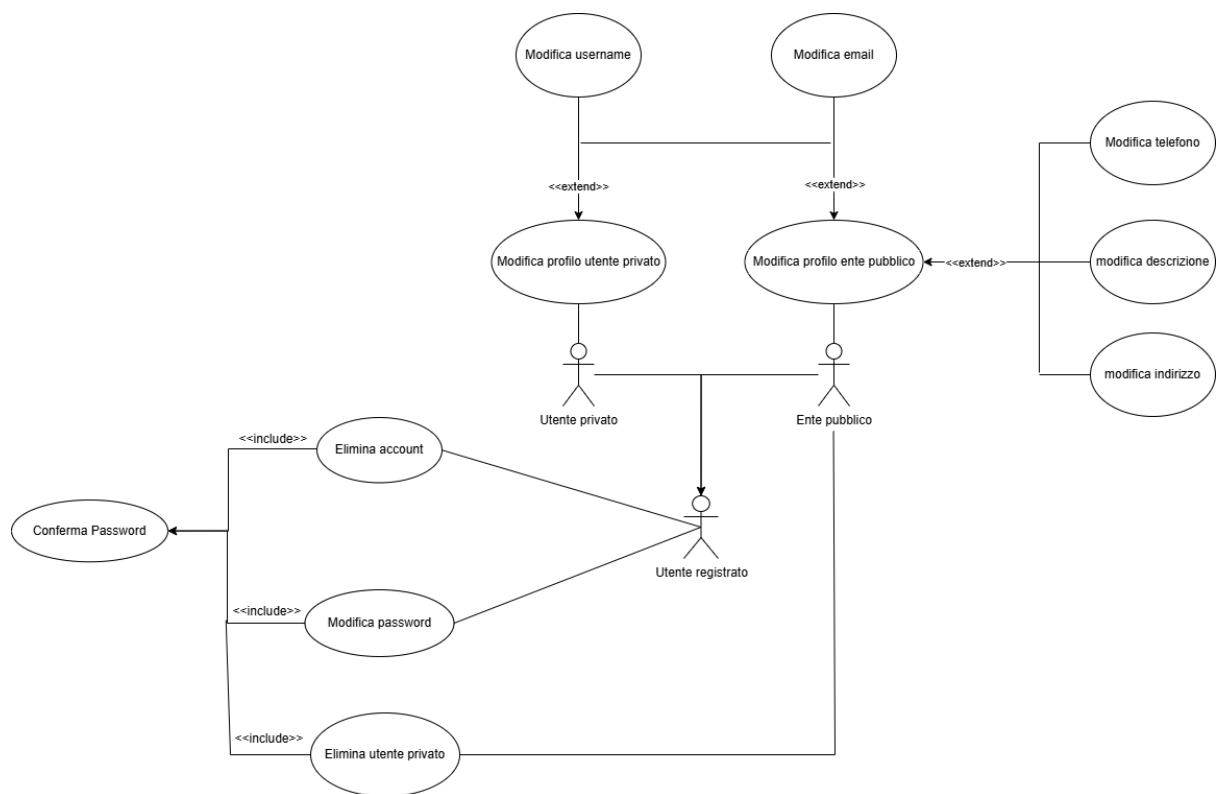 Modifica username
Modifica email
Modifica telefono
<<extend>>
<<extend>>
Modifica profilo utente privato
Modifica profilo ente pubblico
<<extend>>
modifica descrizione
modifica indirizzo
Utente privato
Ente pubblico
<<include>>
Elimina account
Conferma Password
Utente registrato
<<include>>
Modifica password
<<include>>
Elimina utente privato